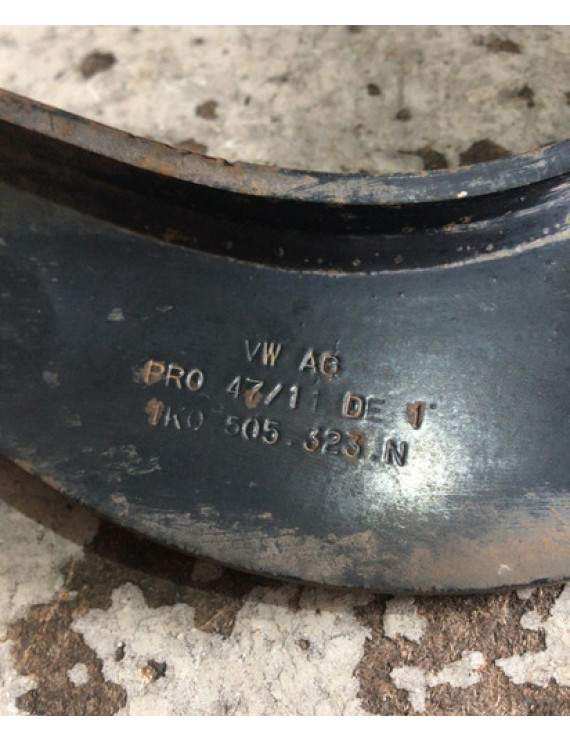 VW AG
PRO 47/11 DE 1
1K0 505.323.N